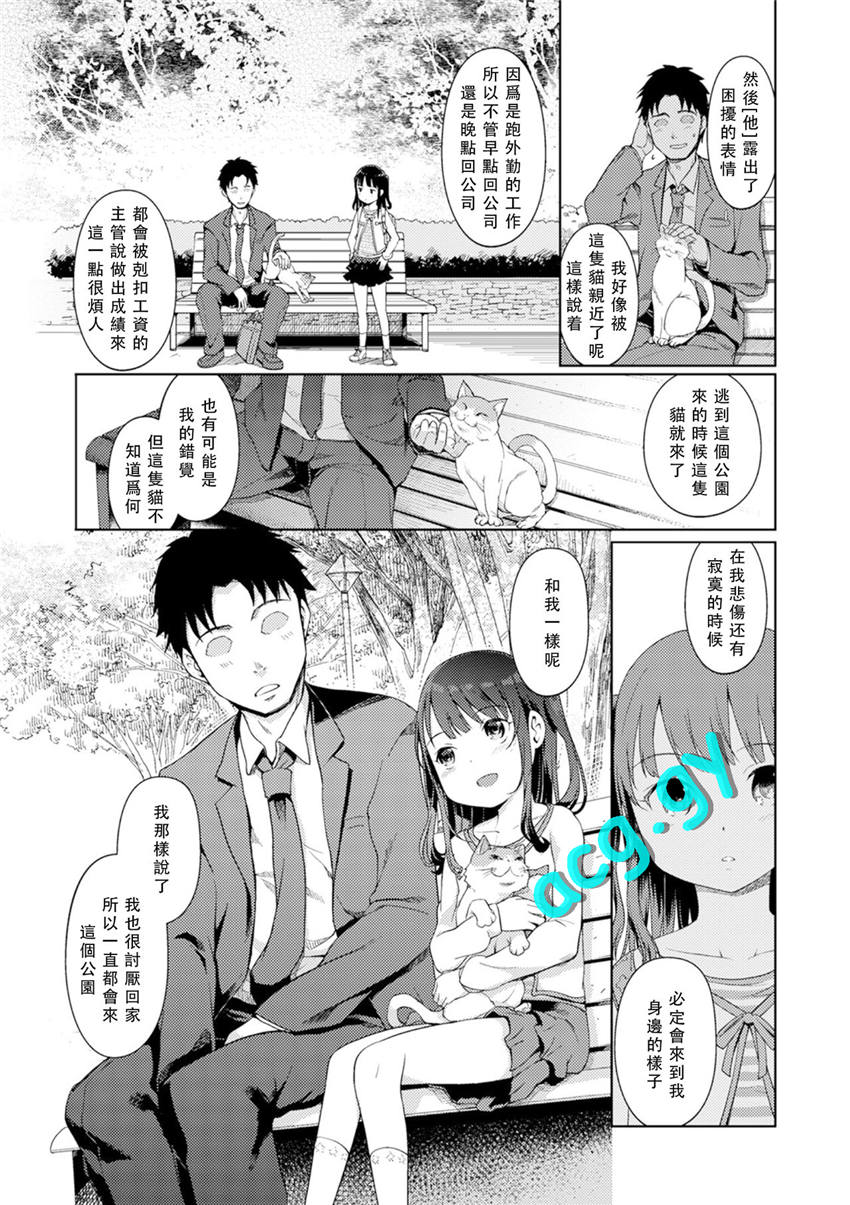 然後[他]露出了
困擾的表情
我好像被
這隻貓親近了呢
這樣說着
因爲是跑外勤的工作
所以不管早點回公司
還是晚點回公司
都會被剋扣工資的
主管說做出成績來
這一點很煩人
逃到這個公園
來的時候這隻
貓就來了
也有可能是
我的錯覺
但這隻貓不
知道爲何
在我悲傷还有
寂寞的時候
必定會來到我
身邊的樣子
和我一樣呢
我那樣說了
我也很討厭回家
所以一直都會來
這個公園
acg.gy